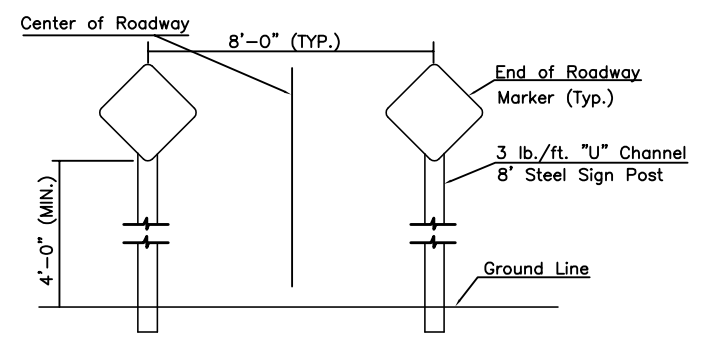 Center of Roadway
8'-0" (TYP.)
End of Roadway
Marker (Typ.)
3 lb./ft. "U" Channel
8' Steel Sign Post
4'-0" (MIN.)
Ground Line